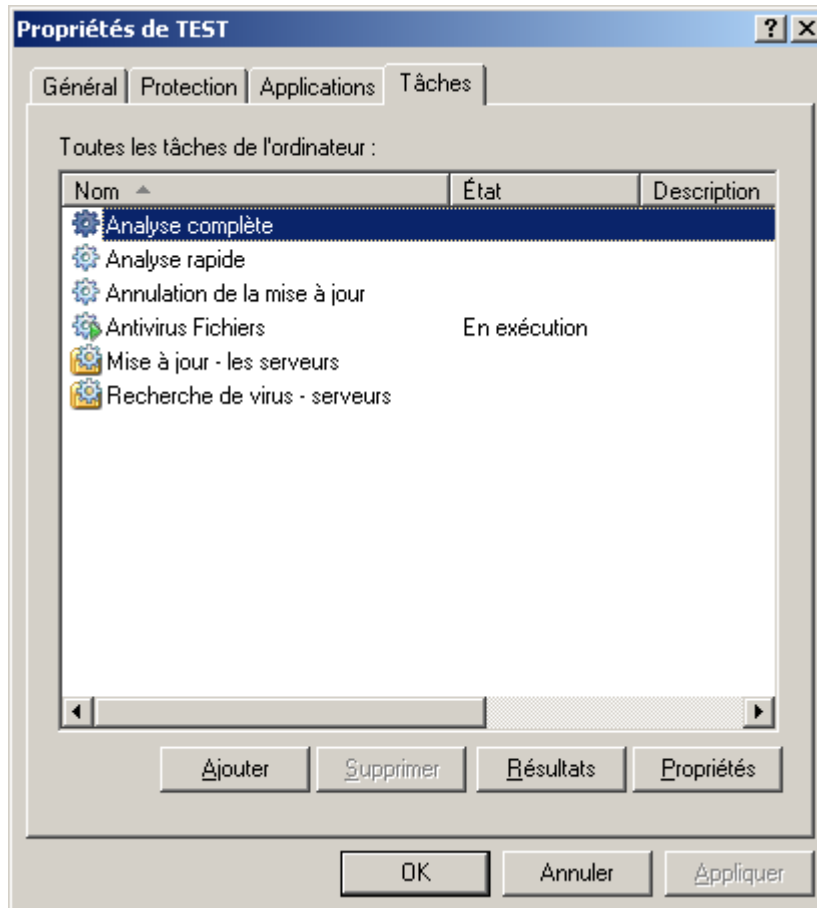 Propriétés de TEST
Général Protection Applications Tâches
Toutes les tâches de l'ordinateur :
Nom État Description
Analyse complète
Analyse rapide
Annulation de la mise à jour
Antivirus Fichiers En exécution
Mise à jour - les serveurs
Recherche de virus - serveurs
Ajouter Supprimer Résultats Propriétés
OK Annuler Appliquer